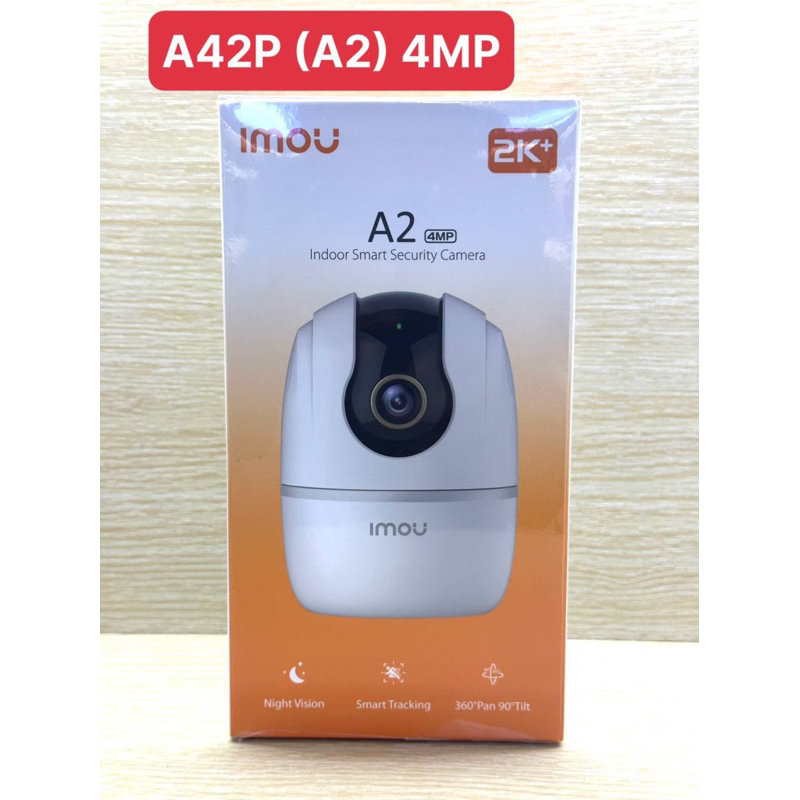 A42P (A2) 4MP
imou
2K+
A2 4MP
Indoor Smart Security Camera
imou
Night Vision
Smart Tracking
360°Pan 90°Tilt